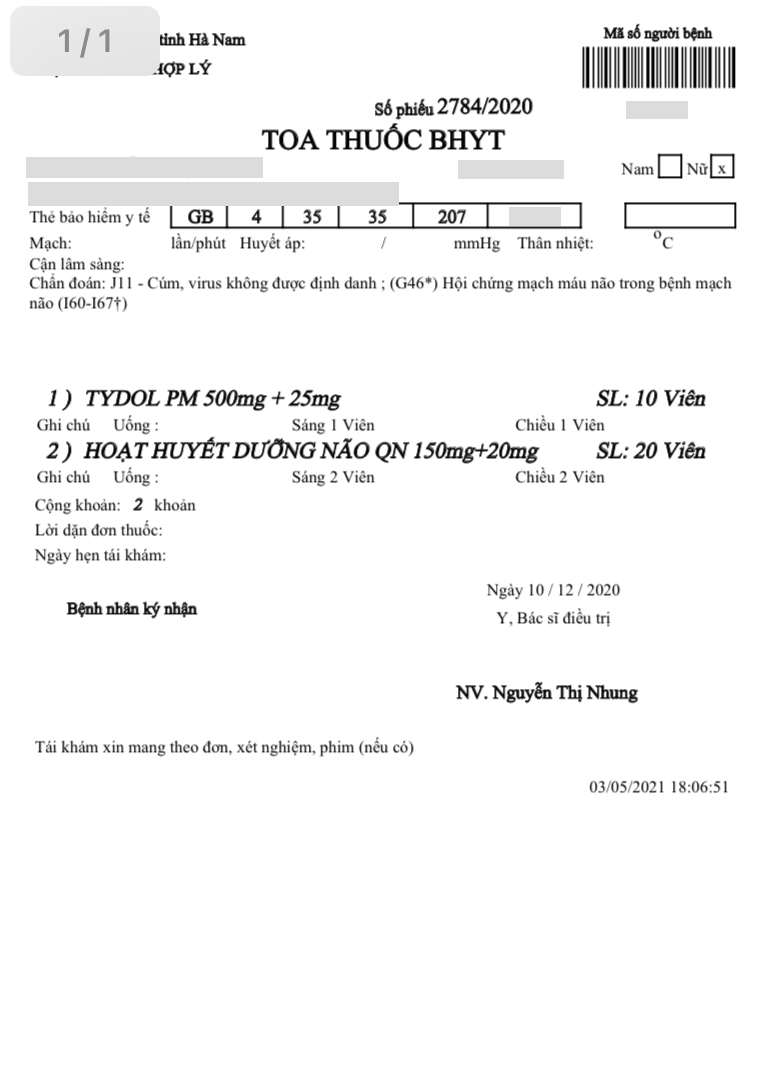 1/1
tỉnh Hà Nam
HỢP LÝ
Mã số người bệnh
Số phiếu 2784/2020
TOA THUỐC BHYT
Nam Nữ x
Thẻ bảo hiểm y tế GB 4 35 35 207
Mạch: lần/phút Huyết áp: / mmHg Thân nhiệt: °C
Cận lâm sàng:
Chẩn đoán: J11 - Cúm, virus không được định danh ; (G46*) Hội chứng mạch máu não trong bệnh mạch
não (I60-I67†)
1 ) TYDOL PM 500mg + 25mg SL: 10 Viên
Ghi chú Uống : Sáng 1 Viên Chiều 1 Viên
2 ) HOẠT HUYẾT DƯỠNG NÃO QN 150mg+20mg SL: 20 Viên
Ghi chú Uống : Sáng 2 Viên Chiều 2 Viên
Cộng khoản: 2 khoản
Lời dặn đơn thuốc:
Ngày hẹn tái khám:
Ngày 10 / 12 / 2020
Bệnh nhân ký nhận
Y, Bác sĩ điều trị
NV. Nguyễn Thị Nhung
Tái khám xin mang theo đơn, xét nghiệm, phim (nếu có)
03/05/2021 18:06:51